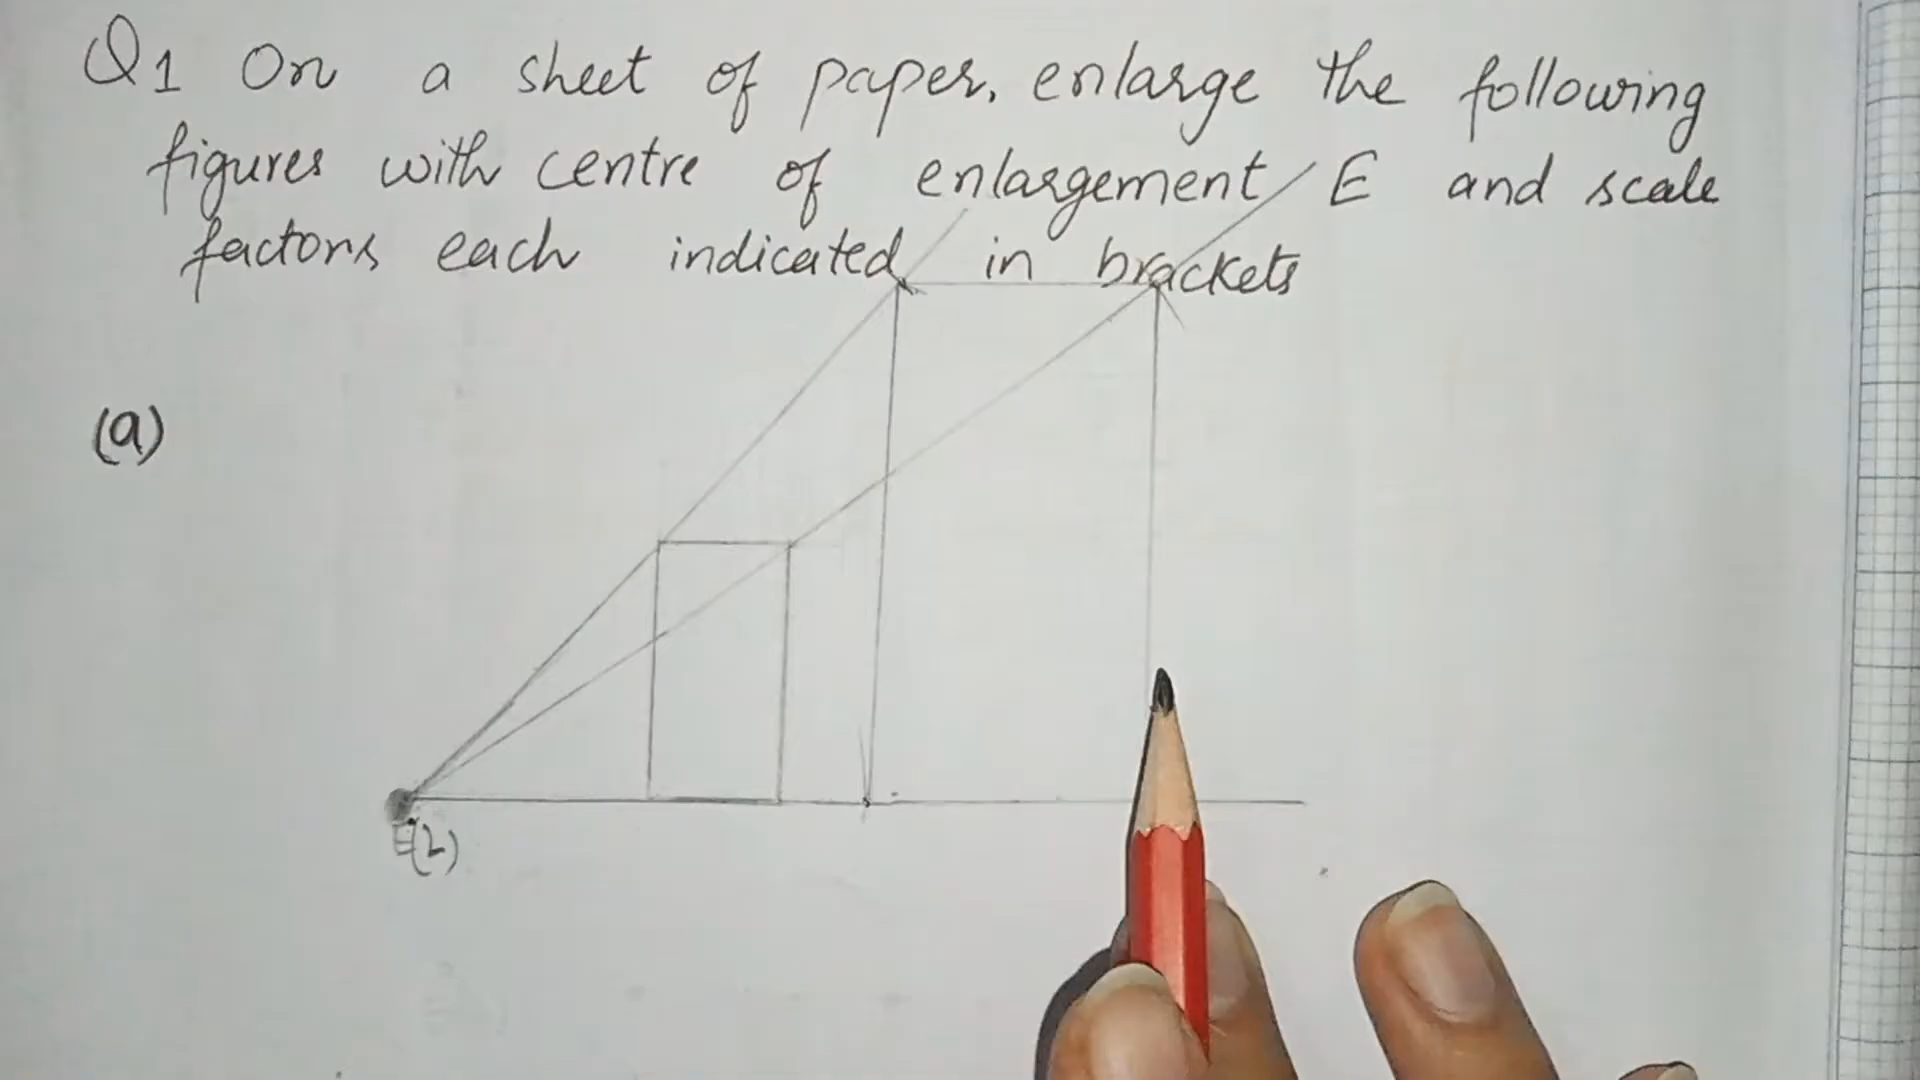 Q1 On a sheet of paper, enlarge the following
figures with centre of enlargement E and scale
factors each indicated in brackets
(a)
E(2)